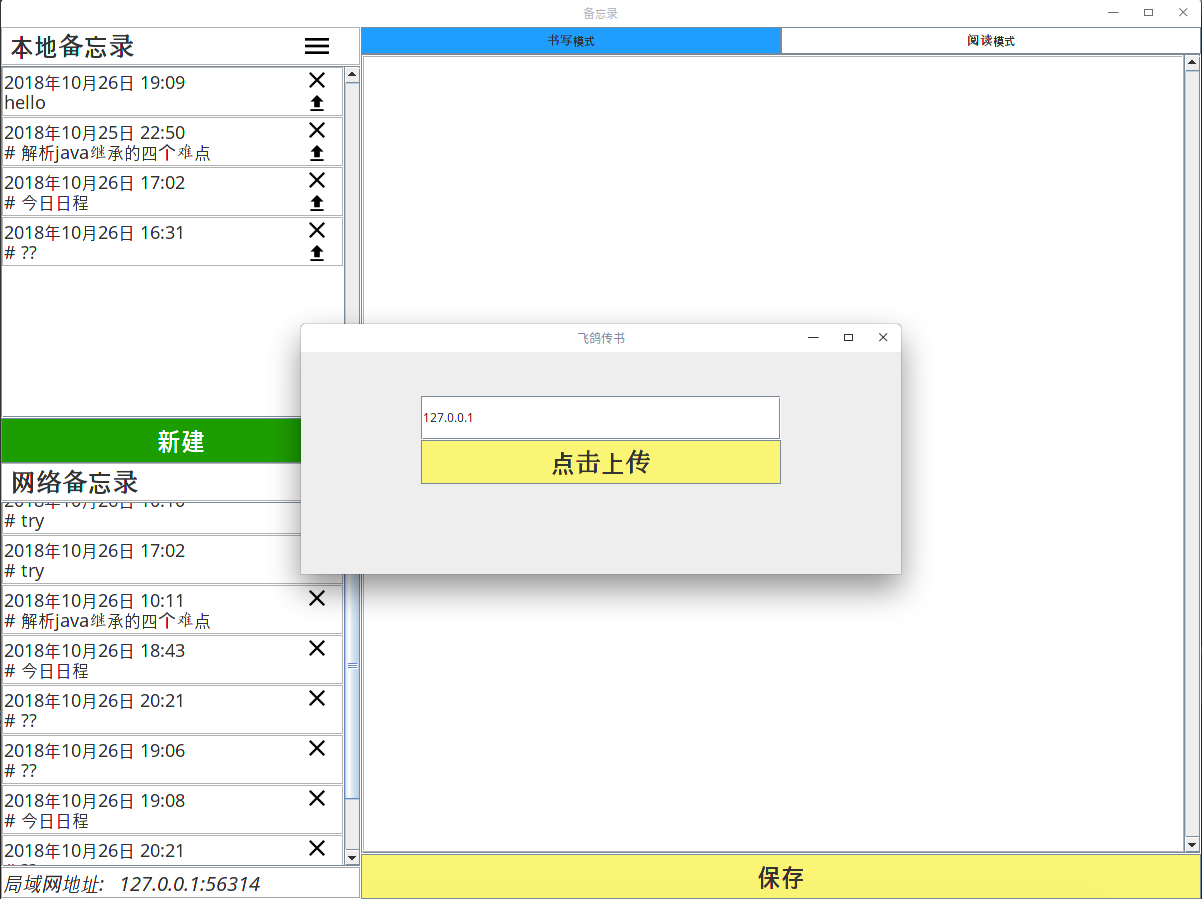 备忘录
本地备忘录
书写模式
阅读模式
2018年10月26日 19:09
hello
2018年10月25日 22:50
# 解析java继承的四个难点
2018年10月26日 17:02
# 今日日程
2018年10月26日 16:31
# ??
飞鸽传书
127.0.0.1
点击上传
新建
网络备忘录
# try
2018年10月26日 17:02
# try
2018年10月26日 10:11
# 解析java继承的四个难点
2018年10月26日 18:43
# 今日日程
2018年10月26日 20:21
# ??
2018年10月26日 19:06
# ??
2018年10月26日 19:08
# 今日日程
2018年10月26日 20:21
局域网地址: 127.0.0.1:56314
保存